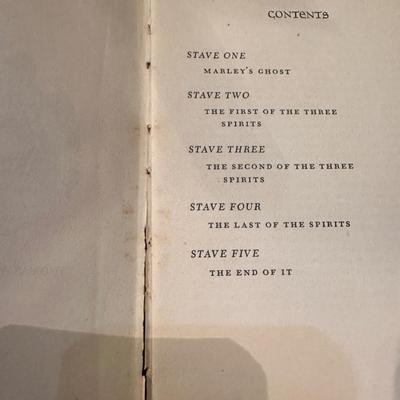 CONTENTS
STAVE ONE
MARLEY'S GHOST
STAVE TWO
THE FIRST OF THE THREE
SPIRITS
STAVE THREE
THE SECOND OF THE THREE
SPIRITS
STAVE FOUR
THE LAST OF THE SPIRITS
STAVE FIVE
THE END OF IT